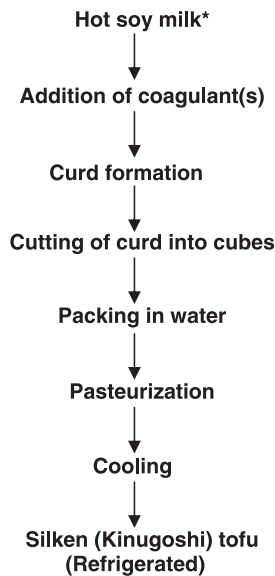 Hot soy milk*
Addition of coagulant(s)
Curd formation
Cutting of curd into cubes
Packing in water
Pasteurization
Cooling
Silken (Kinugoshi) tofu
(Refrigerated)